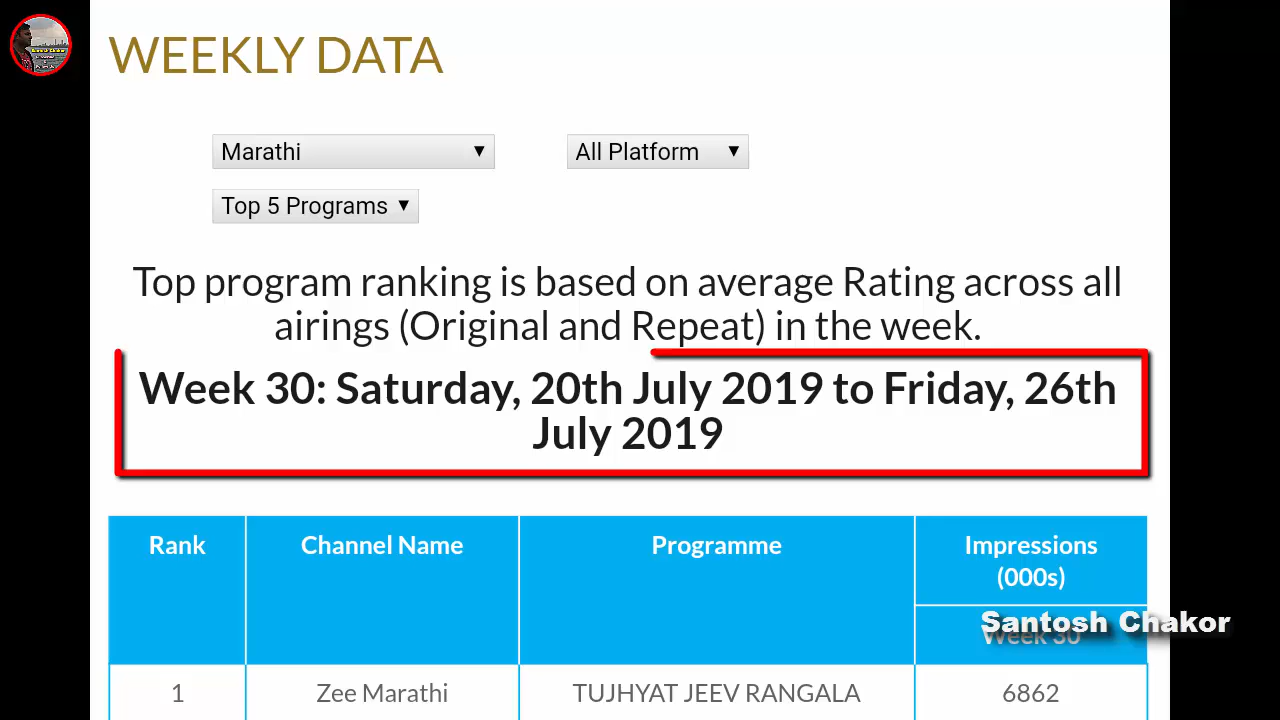 WEEKLY DATA
Marathi ▼
All Platform ▼
Top 5 Programs ▼
Top program ranking is based on average Rating across all
airings (Original and Repeat) in the week.
Week 30: Saturday, 20th July 2019 to Friday, 26th
July 2019
Rank
Channel Name
Programme
Impressions
(000s)
Santosh Chakor
Week 30
1
Zee Marathi
TUJHYAT JEEV RANGALA
6862